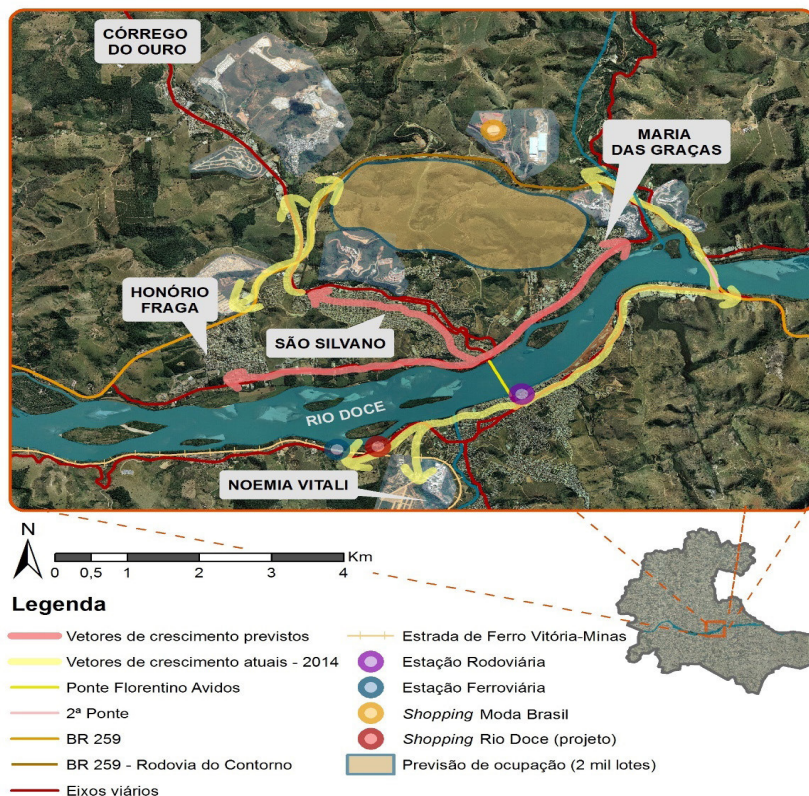 CÓRREGO
DO OURO
MARIA
DAS GRAÇAS
HONÓRIO
FRAGA
SÃO SILVANO
RIO DOCE
NOEMIA VITALI
N
Km
0 0,5 1 2 3 4
Legenda
Vetores de crescimento previstos
Vetores de crescimento atuais - 2014
Ponte Florentino Avidos
2ª Ponte
BR 259
BR 259 - Rodovia do Contorno
Eixos viários
Estrada de Ferro Vitória-Minas
Estação Rodoviária
Estação Ferroviária
Shopping Moda Brasil
Shopping Rio Doce (projeto)
Previsão de ocupação (2 mil lotes)